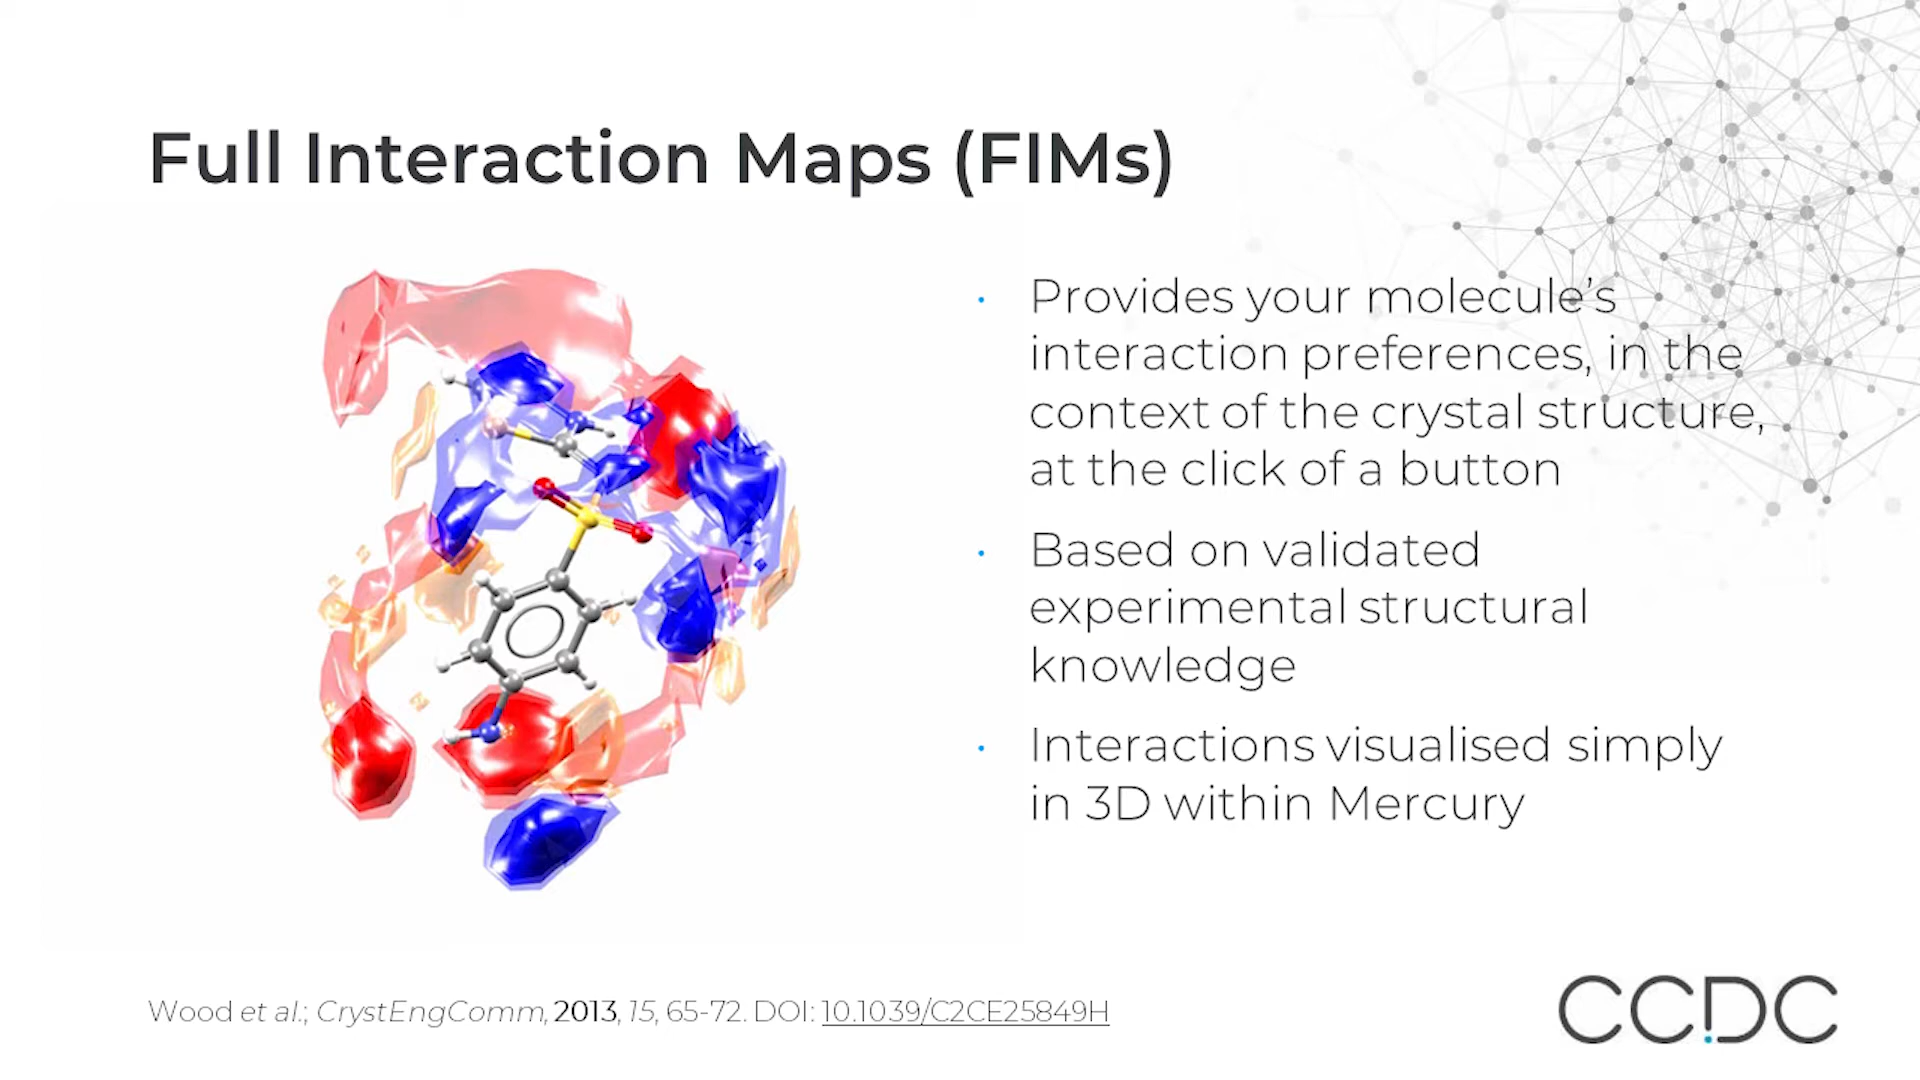 Full Interaction Maps (FIMs)
• Provides your molecule’s
interaction preferences, in the
context of the crystal structure,
at the click of a button
• Based on validated
experimental structural
knowledge
• Interactions visualised simply
in 3D within Mercury
Wood et al.; CrystEngComm, 2013, 15, 65-72. DOI: 10.1039/C2CE25849H
CCDC